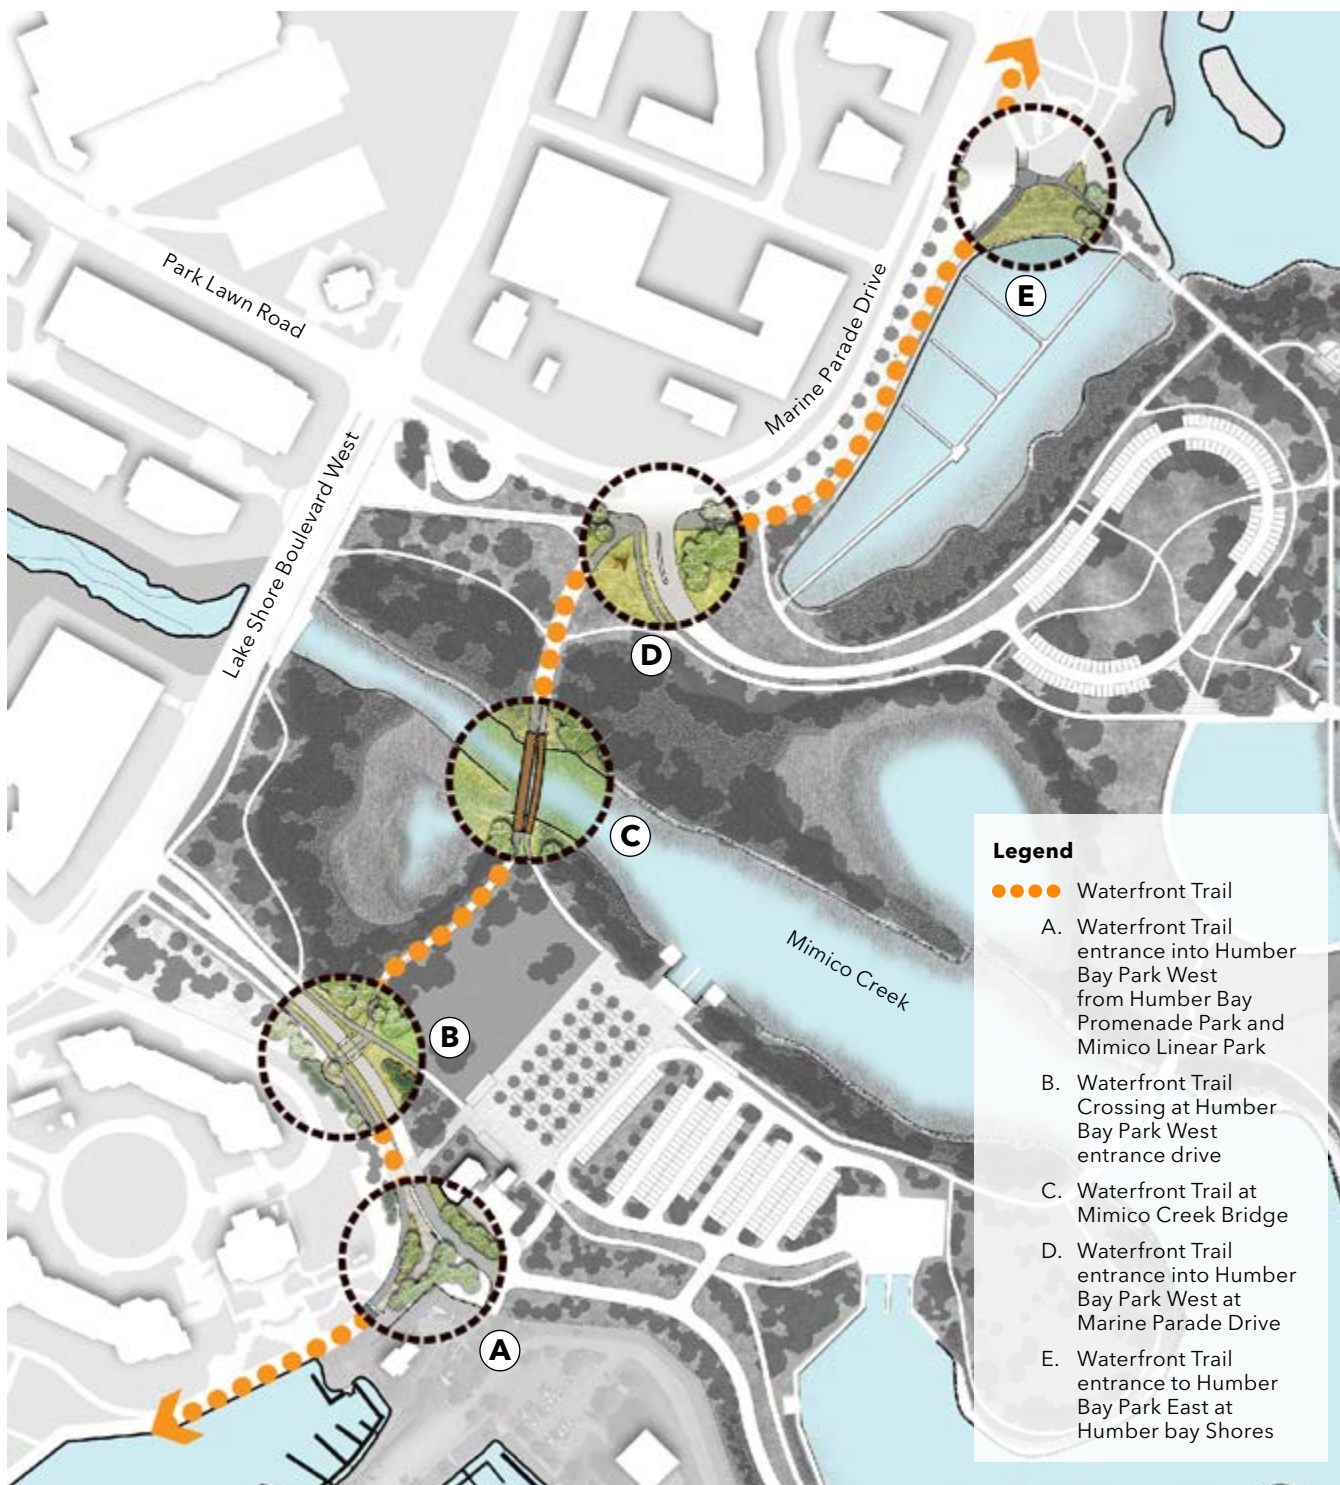 Park Lawn Road
Marine Parade Drive
Lake Shore Boulevard West
Mimico Creek
E
D
C
B
A
Legend
Waterfront Trail
A. Waterfront Trail
entrance into Humber
Bay Park West
from Humber Bay
Promenade Park and
Mimico Linear Park
B. Waterfront Trail
Crossing at Humber
Bay Park West
entrance drive
C. Waterfront Trail at
Mimico Creek Bridge
D. Waterfront Trail
entrance into Humber
Bay Park West at
Marine Parade Drive
E. Waterfront Trail
entrance to Humber
Bay Park East at
Humber bay Shores